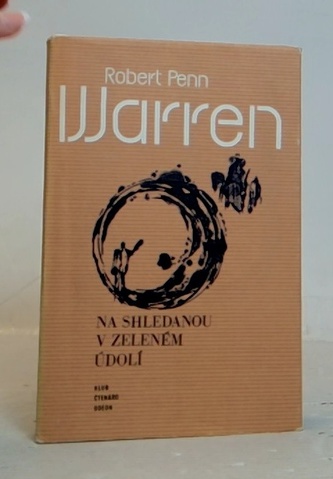 Robert Penn
Warren
NA SHLEDANOU
V ZELENÉM
ÚDOLÍ
KLUB
ČTENÁŘŮ
ODEON